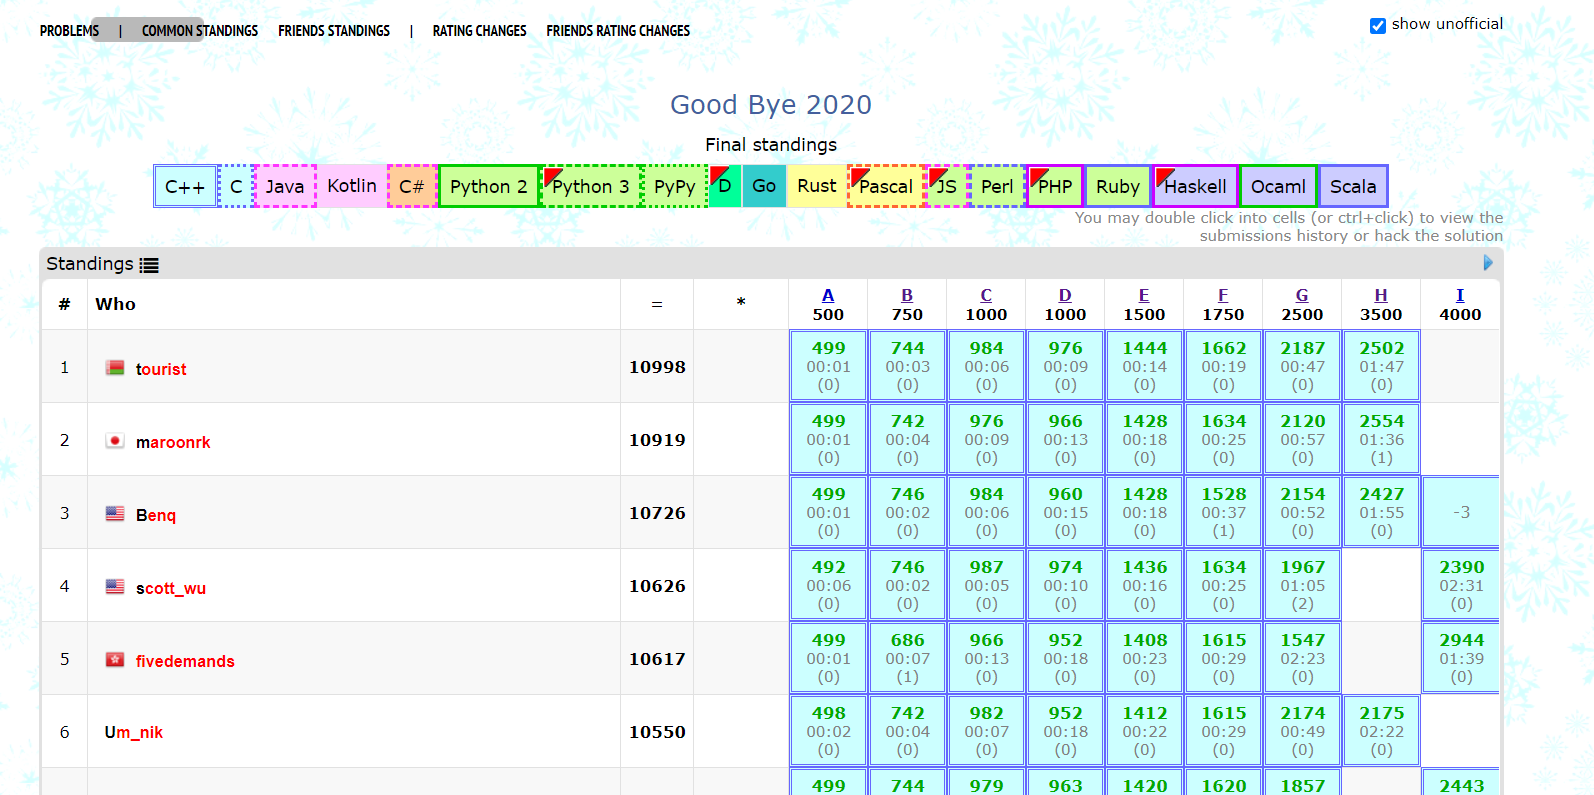 PROBLEMS | COMMON STANDINGS FRIENDS STANDINGS | RATING CHANGES FRIENDS RATING CHANGES
show unofficial
Good Bye 2020
Final standings
C++ C Java Kotlin C# Python 2 Python 3 PyPy D Go Rust Pascal JS Perl PHP Ruby Haskell Ocaml Scala
You may double click into cells (or ctrl+click) to view the
submissions history or hack the solution
Standings
# Who = * A B C D E F G H I
500 750 1000 1000 1500 1750 2500 3500 4000
1 tourist 10998 499 744 984 976 1444 1662 2187 2502
00:01 00:03 00:06 00:09 00:14 00:19 00:47 01:47
(0) (0) (0) (0) (0) (0) (0) (0)
2 maroonrk 10919 499 742 976 966 1428 1634 2120 2554
00:01 00:04 00:09 00:13 00:18 00:25 00:57 01:36
(0) (0) (0) (0) (0) (0) (0) (1)
3 Benq 10726 499 746 984 960 1428 1528 2154 2427 -3
00:01 00:02 00:06 00:15 00:18 00:37 00:52 01:55
(0) (0) (0) (0) (0) (1) (0) (0)
4 scott_wu 10626 492 746 987 974 1436 1634 1967 2390
00:06 00:02 00:05 00:10 00:16 00:25 01:05 02:31
(0) (0) (0) (0) (0) (0) (2) (0)
5 fivedemands 10617 499 686 966 952 1408 1615 1547 2944
00:01 00:07 00:13 00:18 00:23 00:29 02:23 01:39
(0) (1) (0) (0) (0) (0) (0) (0)
6 Um_nik 10550 498 742 982 952 1412 1615 2174 2175
00:02 00:04 00:07 00:18 00:22 00:29 00:49 02:22
(0) (0) (0) (0) (0) (0) (0) (0)
499 744 979 963 1420 1620 1857 2443